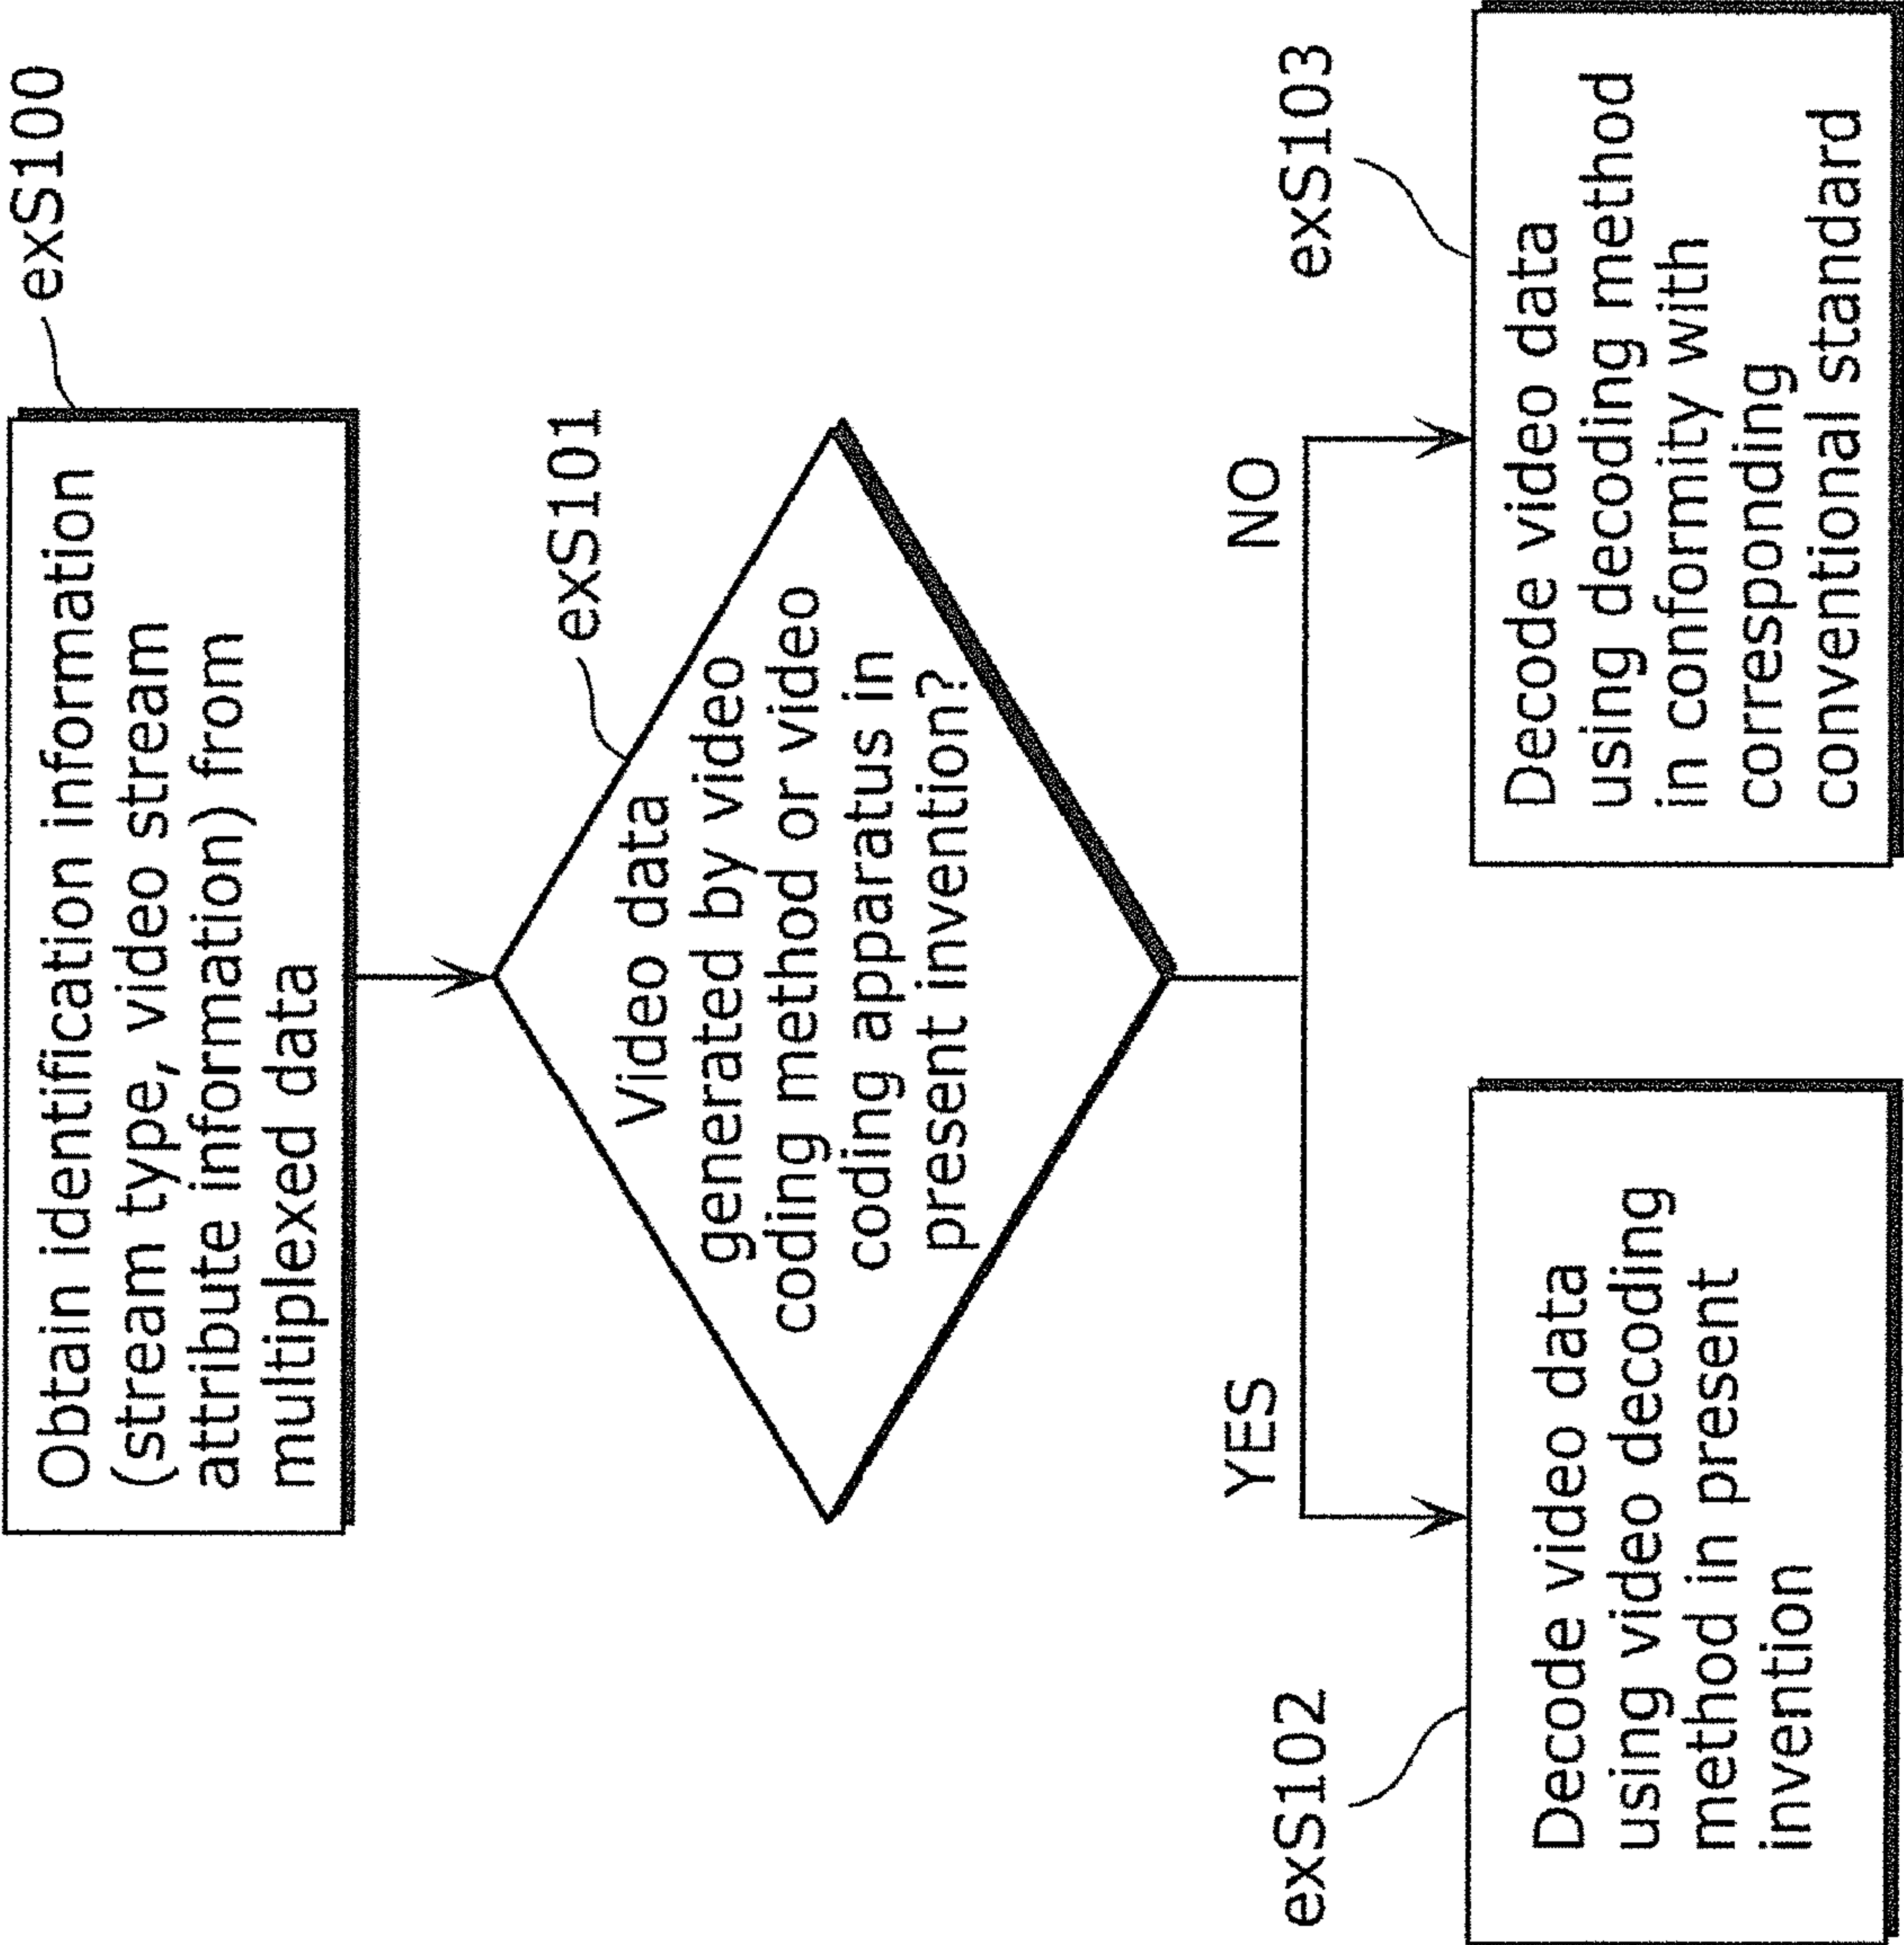 exS100
Obtain identification information
(stream type, video stream
attribute information) from
multiplexed data
exS101
Video data
generated by video
coding method or video
coding apparatus in
present invention?
YES
NO
exS102
Decode video data
using video decoding
method in present
invention
exS103
Decode video data
using decoding method
in conformity with
corresponding
conventional standard